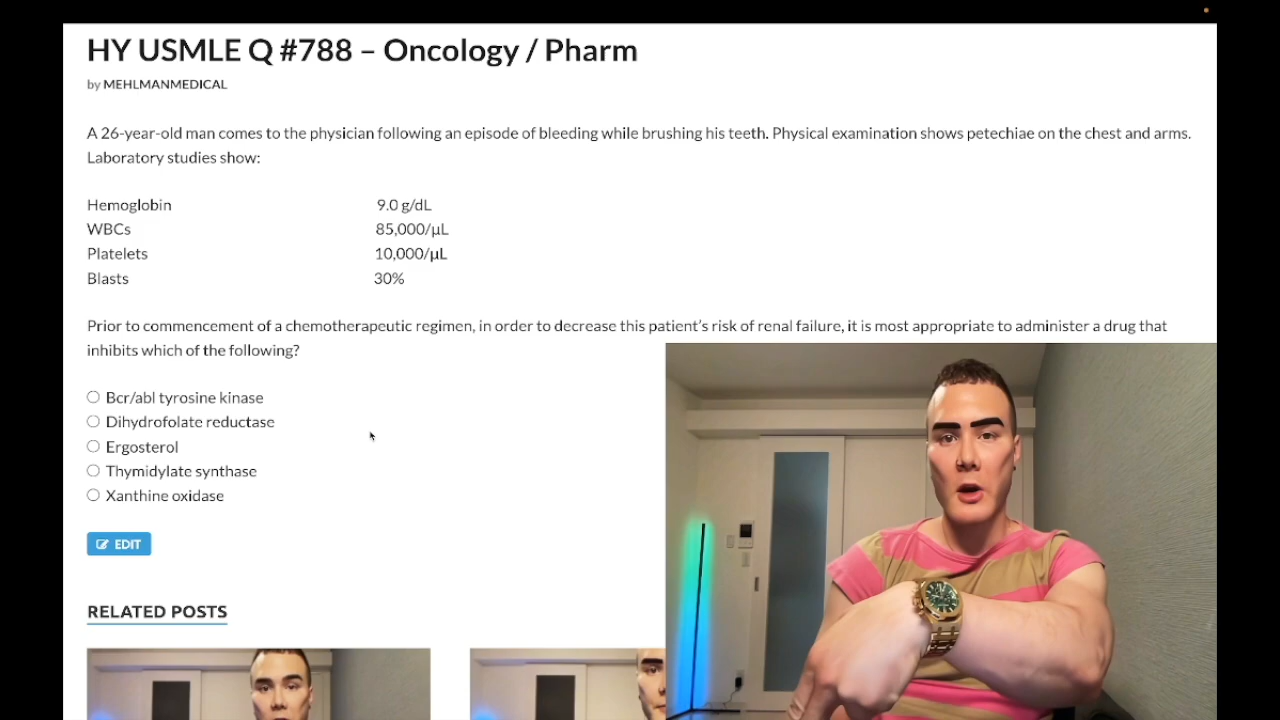 HY USMLE Q #788 – Oncology / Pharm
by MEHLMANMEDICAL
A 26-year-old man comes to the physician following an episode of bleeding while brushing his teeth. Physical examination shows petechiae on the chest and arms.
Laboratory studies show:
Hemoglobin 9.0 g/dL
WBCs 85,000/μL
Platelets 10,000/μL
Blasts 30%
Prior to commencement of a chemotherapeutic regimen, in order to decrease this patient's risk of renal failure, it is most appropriate to administer a drug that
inhibits which of the following?
Bcr/abl tyrosine kinase
Dihydrofolate reductase
Ergosterol
Thymidylate synthase
Xanthine oxidase
EDIT
RELATED POSTS